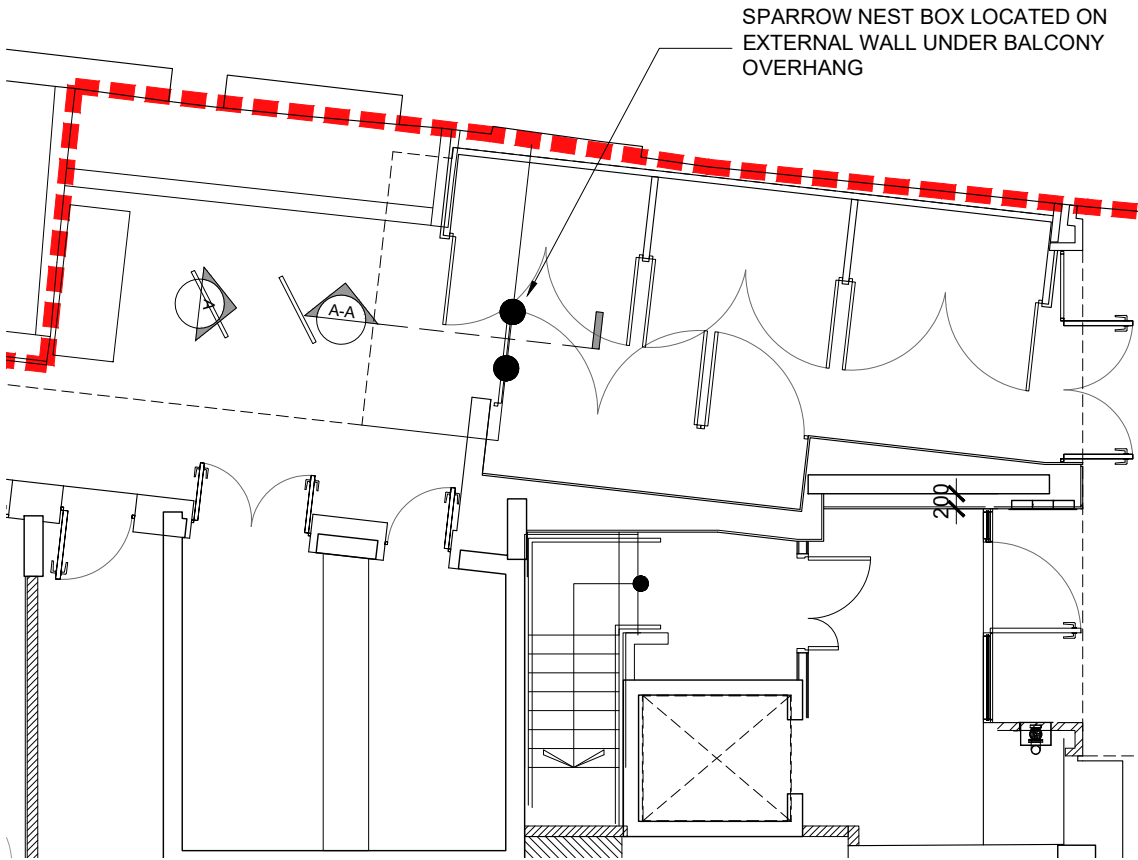 SPARROW NEST BOX LOCATED ON
EXTERNAL WALL UNDER BALCONY
OVERHANG
A
A-A
200